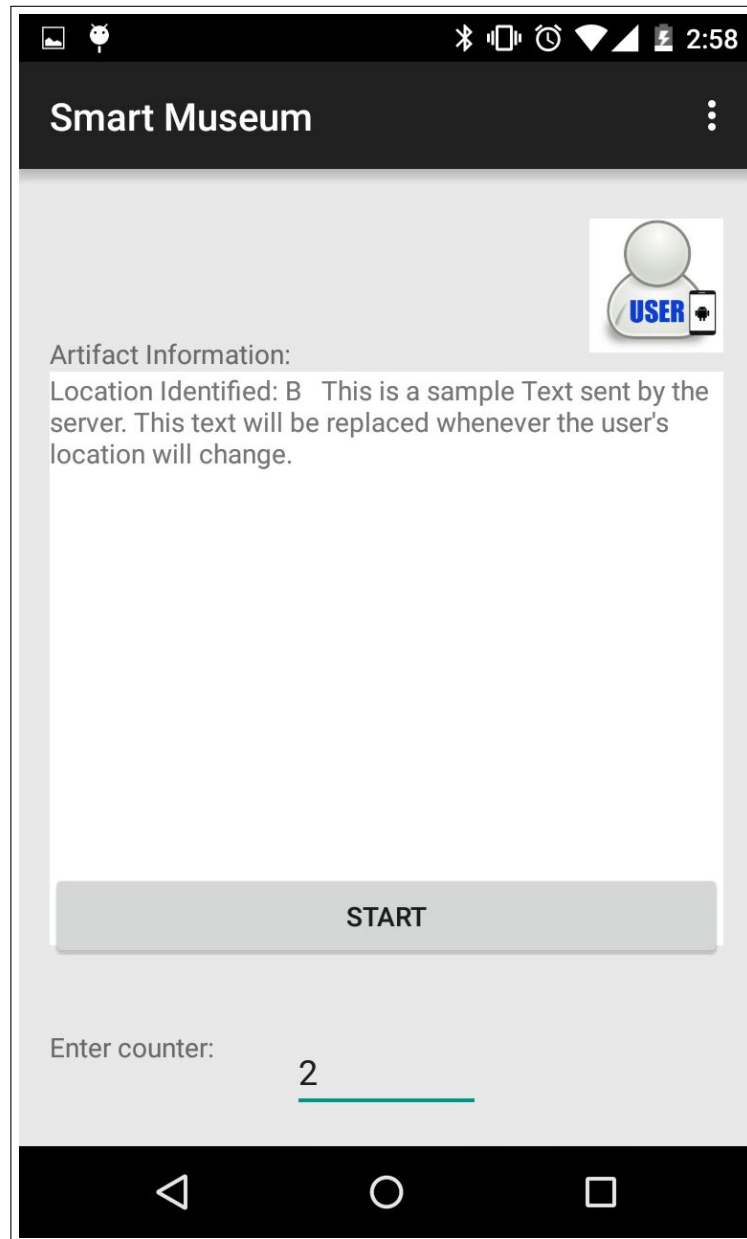 2:58
Smart Museum
USER
Artifact Information:
Location Identified: B   This is a sample Text sent by the
server. This text will be replaced whenever the user's
location will change.
START
Enter counter:
2